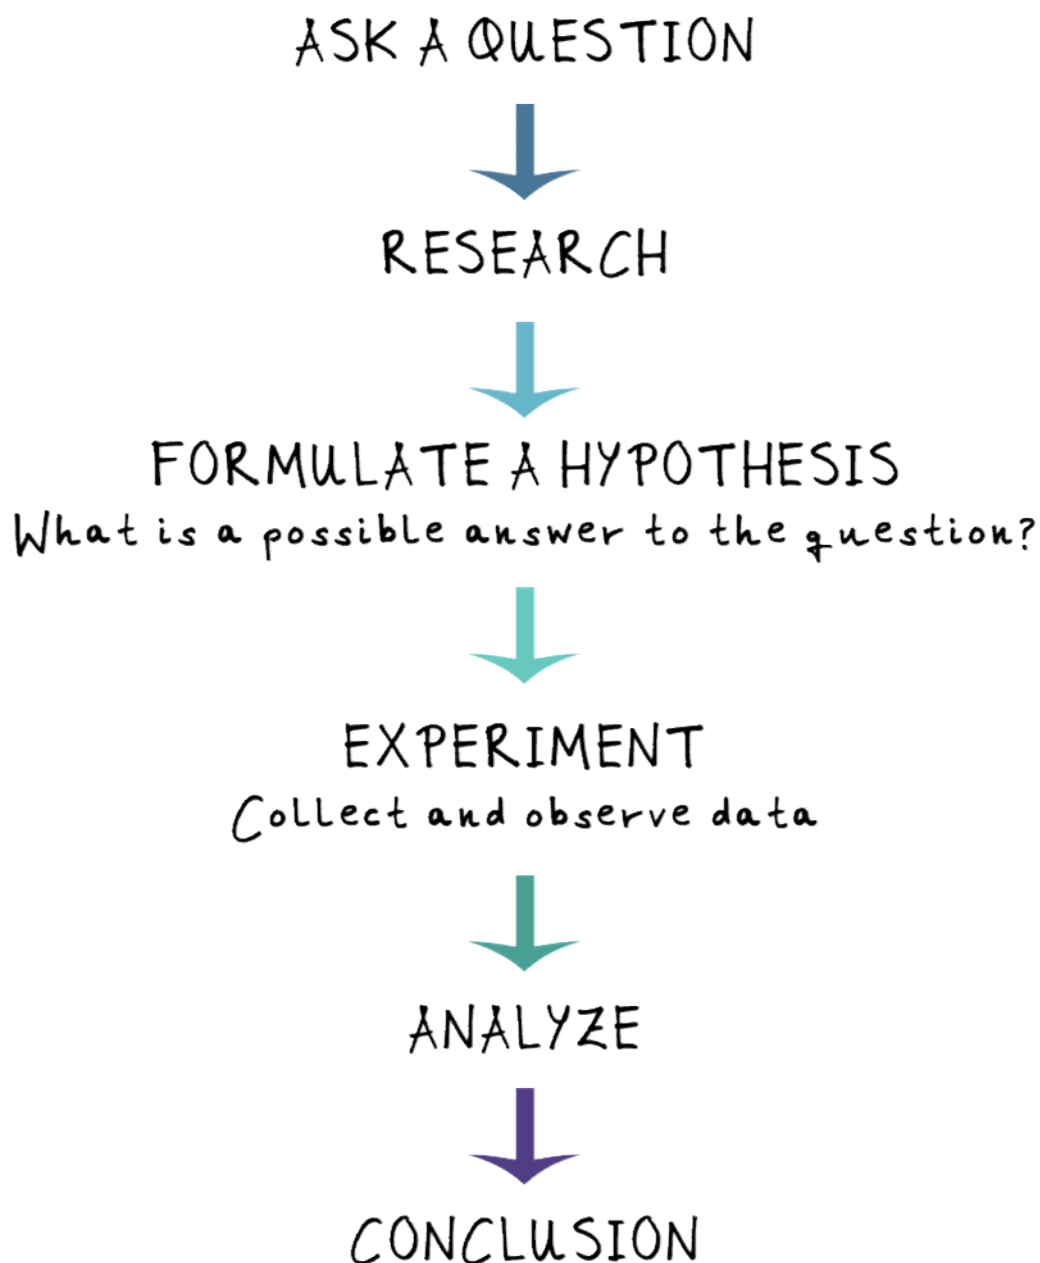 ASK A QUESTION
RESEARCH
FORMULATE A HYPOTHESIS
What is a possible answer to the question?
EXPERIMENT
Collect and observe data
ANALYZE
CONCLUSION